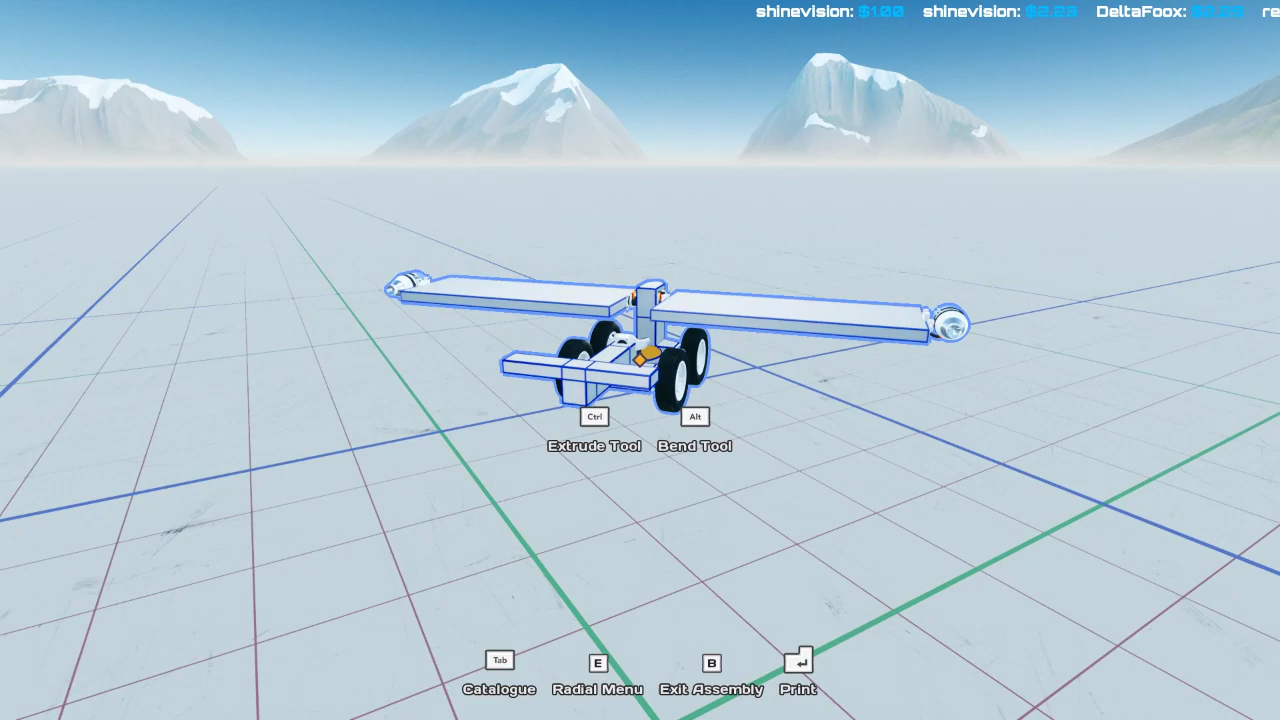 shinevision: $1.00 shinevision: $2.23 DeltaFoox: re
Ctrl Alt
Extrude Tool Bend Tool
Tab E B
Catalogue Radial Menu Exit Assembly Print